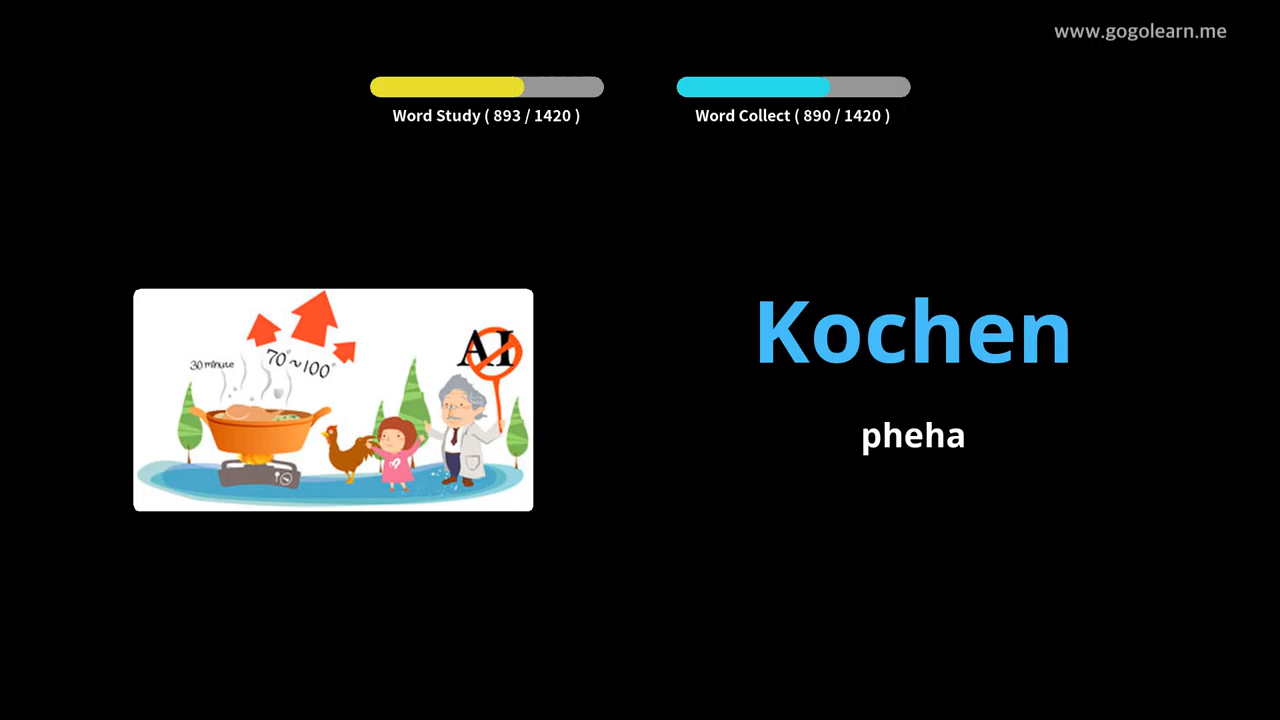 www.gogolearn.me
Word Study ( 893 / 1420 )
Word Collect ( 890 / 1420 )
30 minute
70°~100°
AI
Kochen
pheha